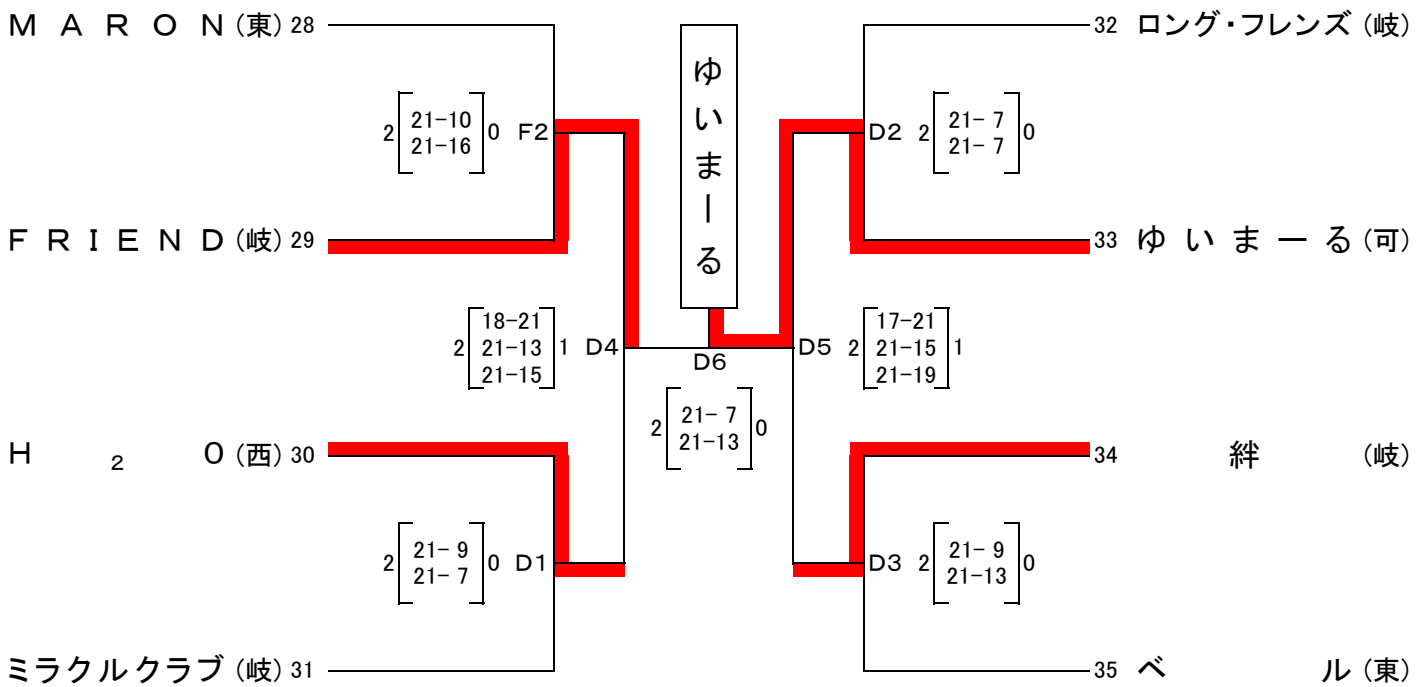 MARON(東) 28
32 ロング・フレンズ(岐)
ゆいまーる
2 21-10 0 F2
21-16
D2 2 21- 7 0
21- 7
FRIEND(岐) 29
33 ゆいまーる(可)
18-21
2 21-13 1 D4
21-15
17-21
D5 2 21-15 1
21-19
D6
2 21- 7 0
21-13
H2O(西) 30
34 絆(岐)
2 21- 9 0 D1
21- 7
D3 2 21- 9 0
21-13
ミラクルクラブ(岐) 31
35 ベル(東)